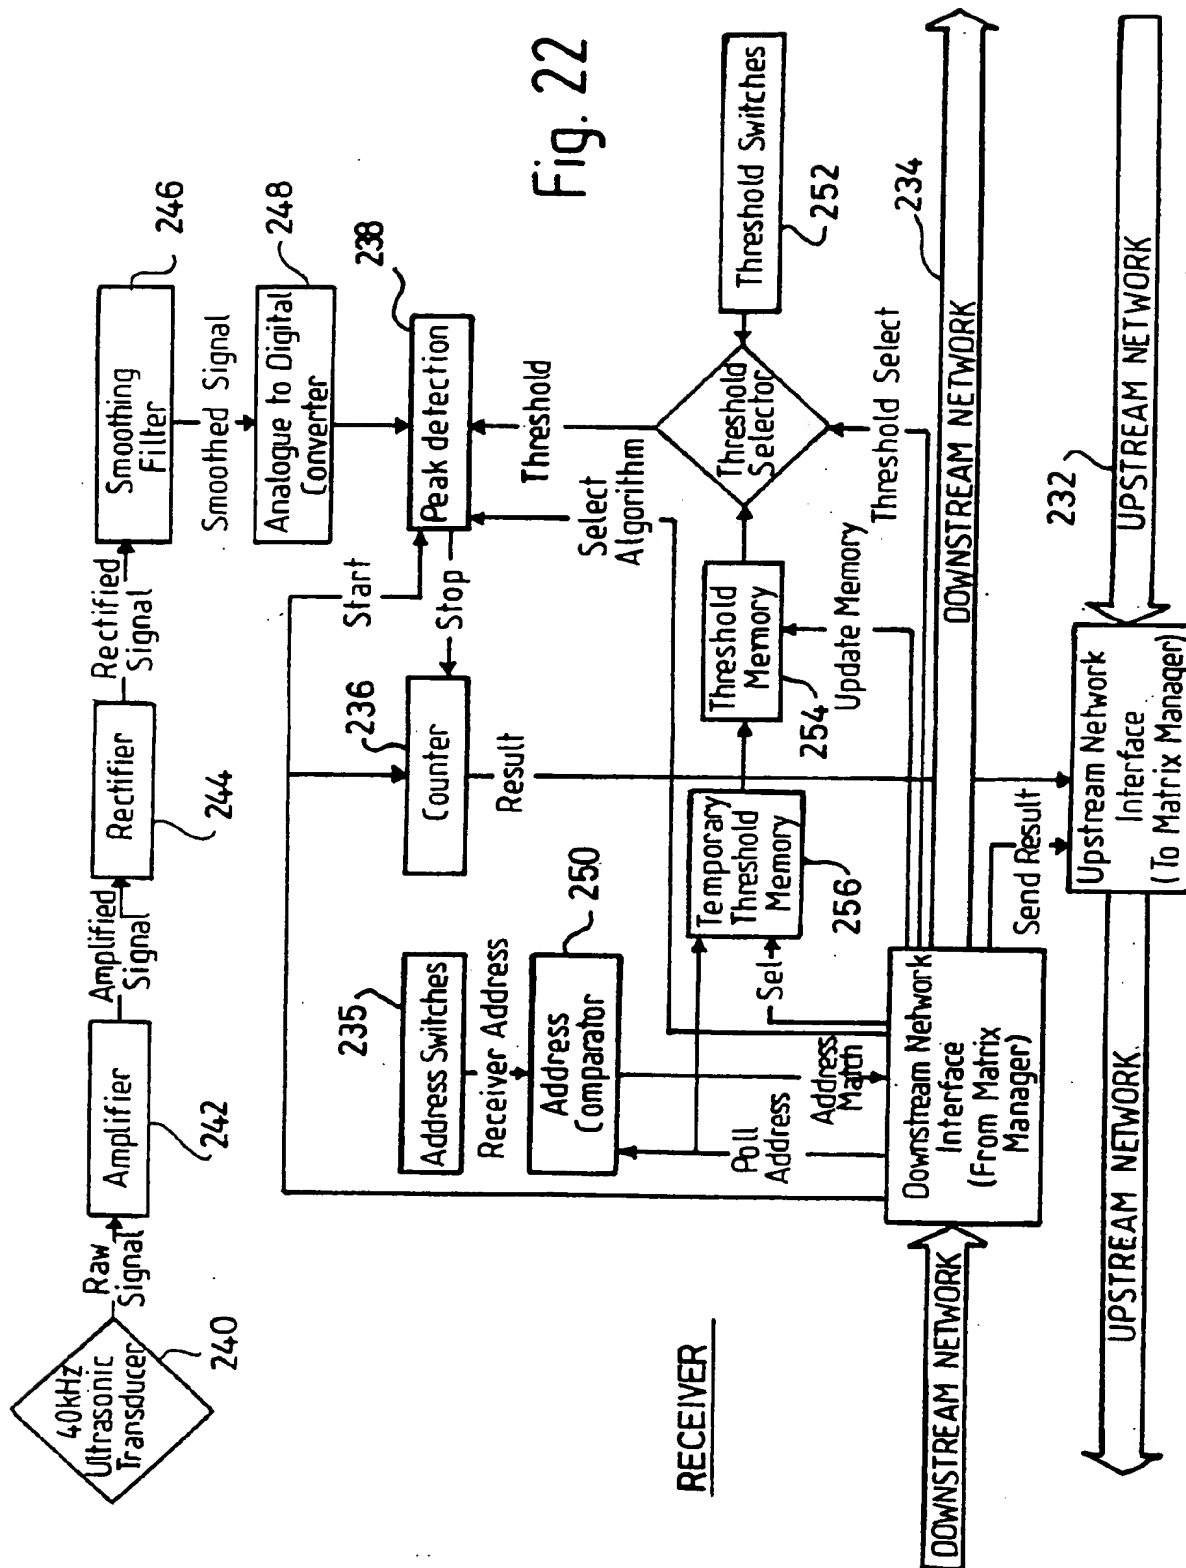 40kHz
Ultrasonic
Transducer
240
Raw
Signal
Amplifier
242
Amplified
Signal
Rectifier
244
Rectified
Signal
Smoothing
Filter
246
Smoothed Signal
Analogue to Digital
Converter
248
Start
Peak detection
238
Stop
Counter
236
Result
Address Switches
235
Receiver Address
Address
Comparator
250
Poll
Address
Address
Match
Sel
Temporary
Threshold
Memory
256
Threshold
Memory
254
Update Memory
Select
Algorithm
Threshold
Threshold
Selector
Threshold Switches
252
Threshold Select
Fig. 22
RECEIVER
DOWNSTREAM NETWORK
Downstream Network
Interface
(From Matrix
Manager)
DOWNSTREAM NETWORK
234
Send Result
Upstream Network
Interface
(To Matrix Manager)
UPSTREAM NETWORK
232
UPSTREAM NETWORK